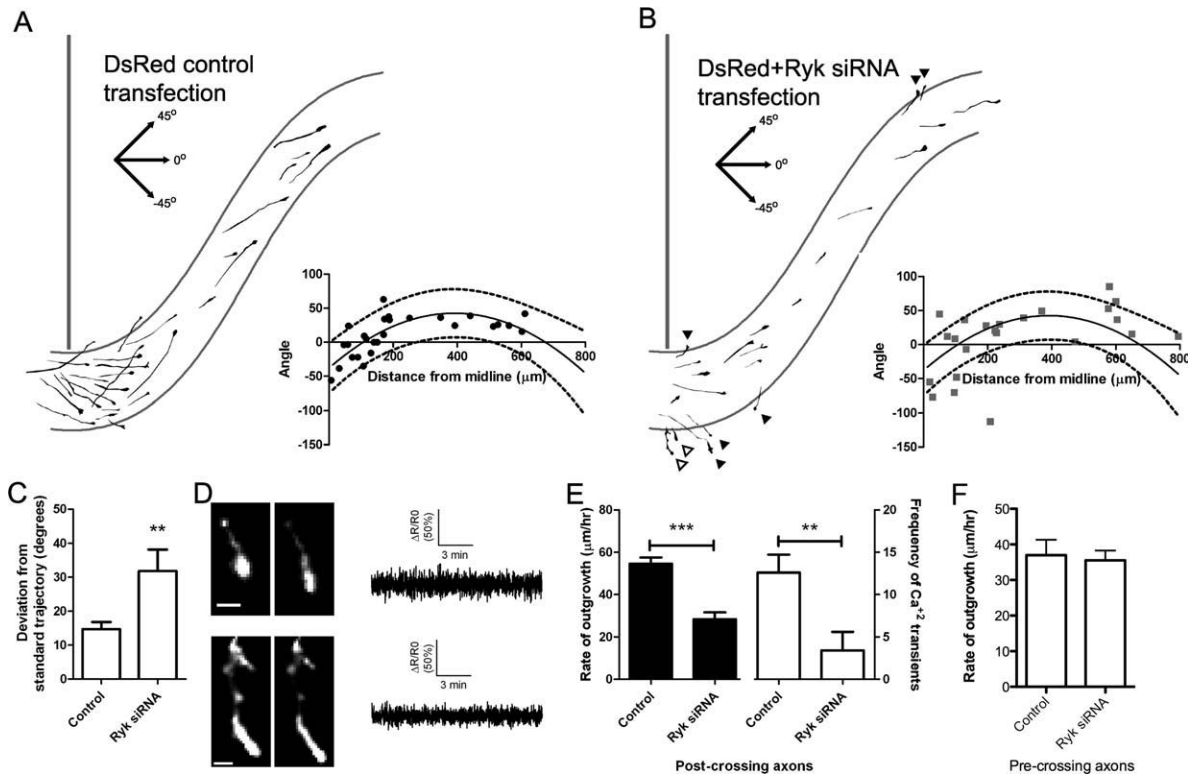 A
DsRed control
transfection
45°
0°
-45°
100
50
0
-50
-100
-150
Angle
200
400
600
800
Distance from midline (μm)
B
DsRed+Ryk siRNA
transfection
45°
0°
-45°
100
50
0
-50
-100
-150
Angle
200
400
600
800
Distance from midline (μm)
C
Deviation from
standard trajectory (degrees)
50
40
30
20
10
0
**
Control
Ryk siRNA
D
ΔR/R0
(50%)
3 min
ΔR/R0
(50%)
3 min
E
Rate of outgrowth (μm/hr)
80
60
40
20
0
***
**
20
15
10
5
0
Frequency of
Ca+2 transients
Control
Ryk siRNA
Control
Ryk siRNA
Post-crossing axons
F
Rate of outgrowth (μm/hr)
50
40
30
20
10
0
Control
Ryk siRNA
Pre-crossing axons